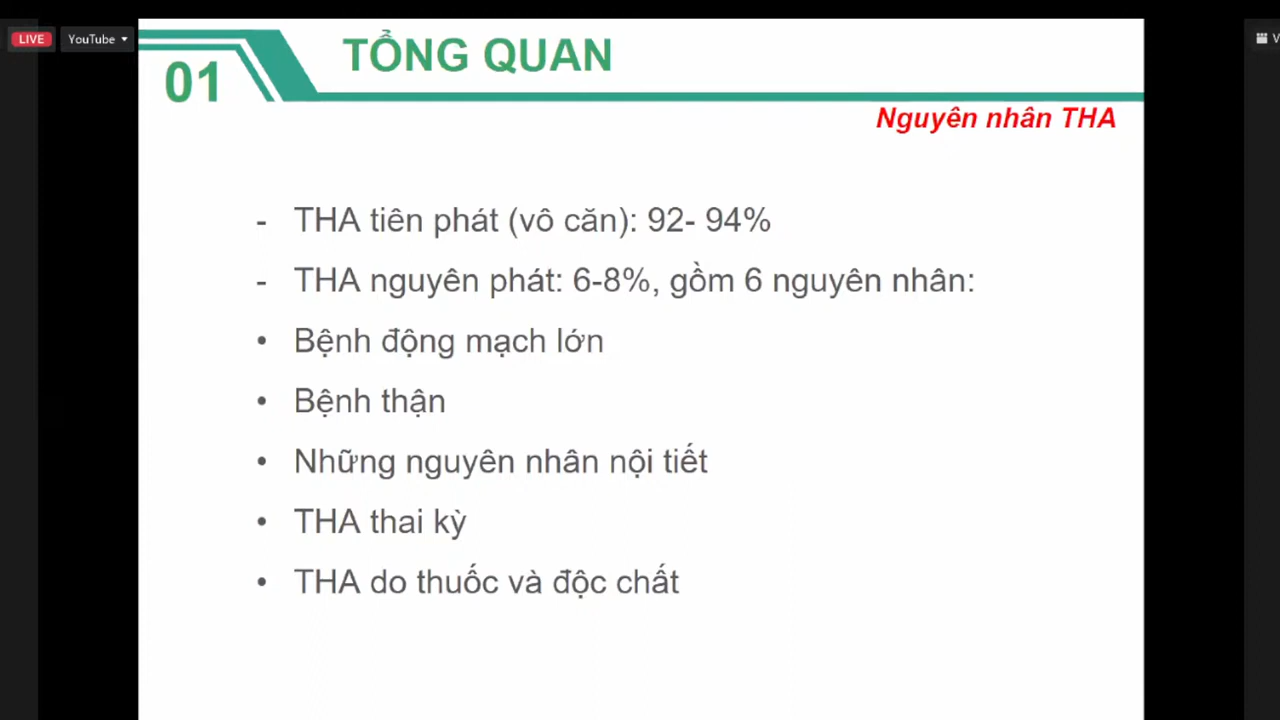 LIVE
YouTube
TỔNG QUAN
01
Nguyên nhân THA
- THA tiên phát (vô căn): 92- 94%
- THA nguyên phát: 6-8%, gồm 6 nguyên nhân:
• Bệnh động mạch lớn
• Bệnh thận
• Những nguyên nhân nội tiết
• THA thai kỳ
• THA do thuốc và độc chất